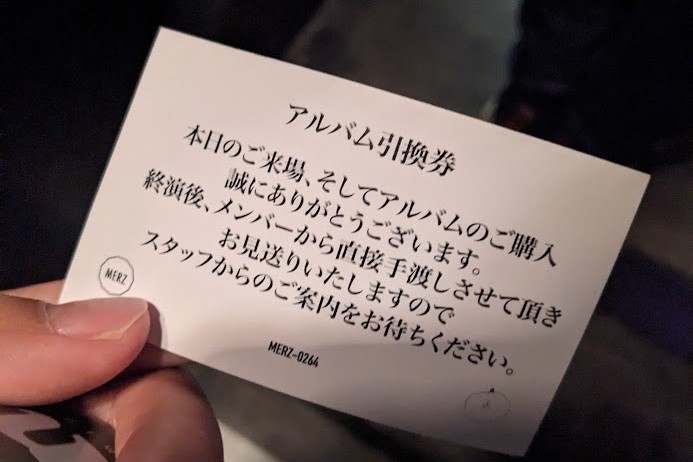 アルバム引換券
本日のご来場、そしてアルバムのご購入
誠にありがとうございます。
終演後、メンバーから直接手渡しさせて頂き
お見送りいたしますので
スタッフからのご案内をお待ちください。
MERZ
MERZ-0264